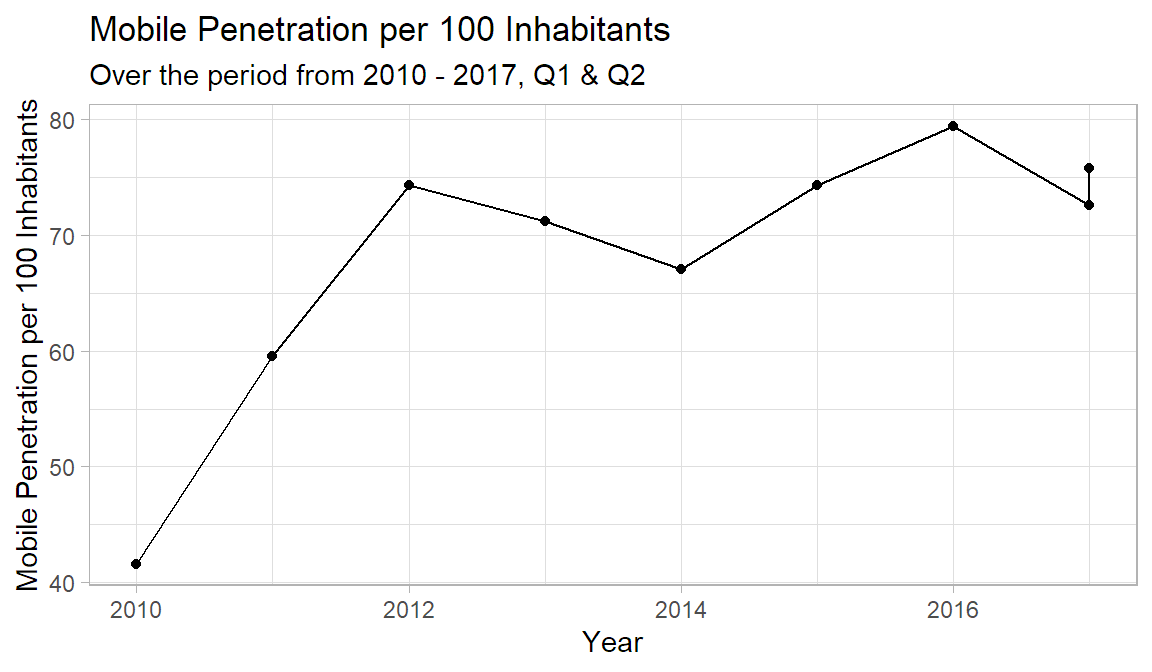 Mobile Penetration per 100 Inhabitants
Over the period from 2010 - 2017, Q1 & Q2
Mobile Penetration per 100 Inhabitants
80
70
60
50
40
2010
2012
2014
2016
Year